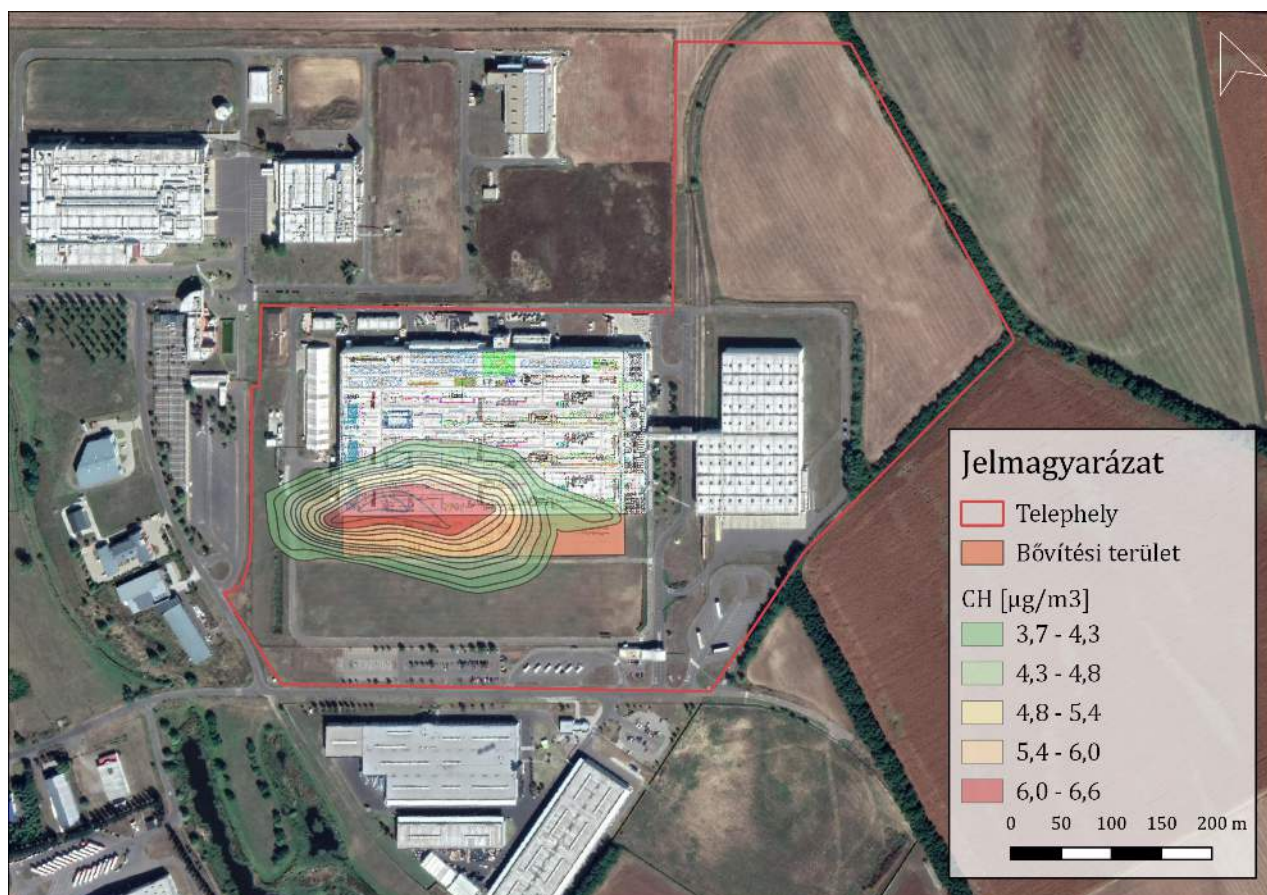 Jelmagyarázat
Telephely
Bővítési terület
CH [µg/m3]
3,7 - 4,3
4,3 - 4,8
4,8 - 5,4
5,4 - 6,0
6,0 - 6,6
0 50 100 150 200 m